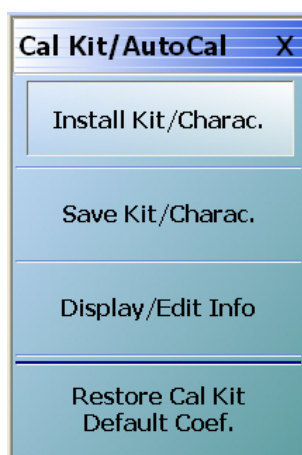 Cal Kit/AutoCal X
Install Kit/Charac.
Save Kit/Charac.
Display/Edit Info
Restore Cal Kit
Default Coef.